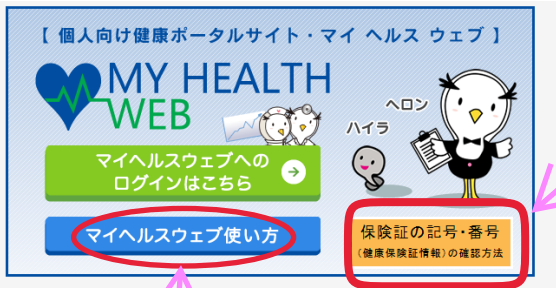 【 個人向け健康ポータルサイト・マイ ヘルス ウェブ 】
MY HEALTH
WEB
ヘロン
ハイラ
マイヘルスウェブへの
ログインはこちら
マイヘルスウェブ使い方
保険証の記号・番号
（健康保険証情報）の確認方法